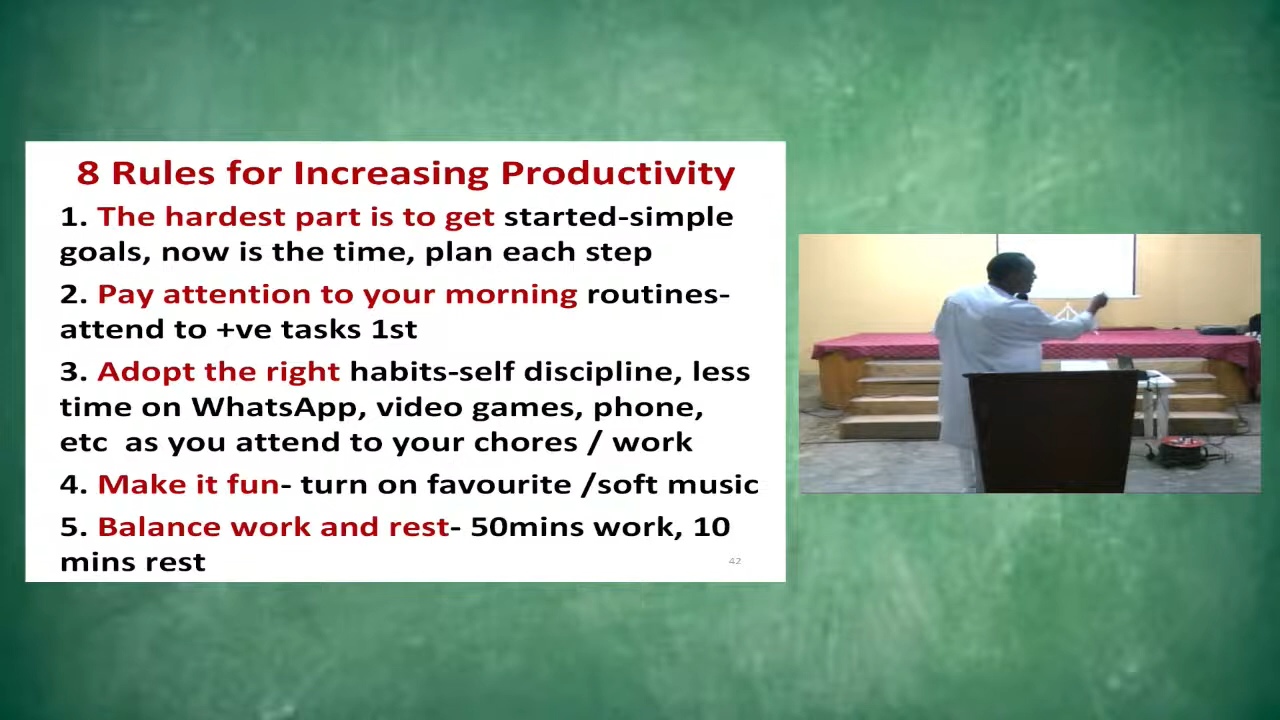 8 Rules for Increasing Productivity
1. The hardest part is to get started-simple
goals, now is the time, plan each step
2. Pay attention to your morning routines-
attend to +ve tasks 1st
3. Adopt the right habits-self discipline, less
time on WhatsApp, video games, phone,
etc  as you attend to your chores / work
4. Make it fun- turn on favourite /soft music
5. Balance work and rest- 50mins work, 10
mins rest
42